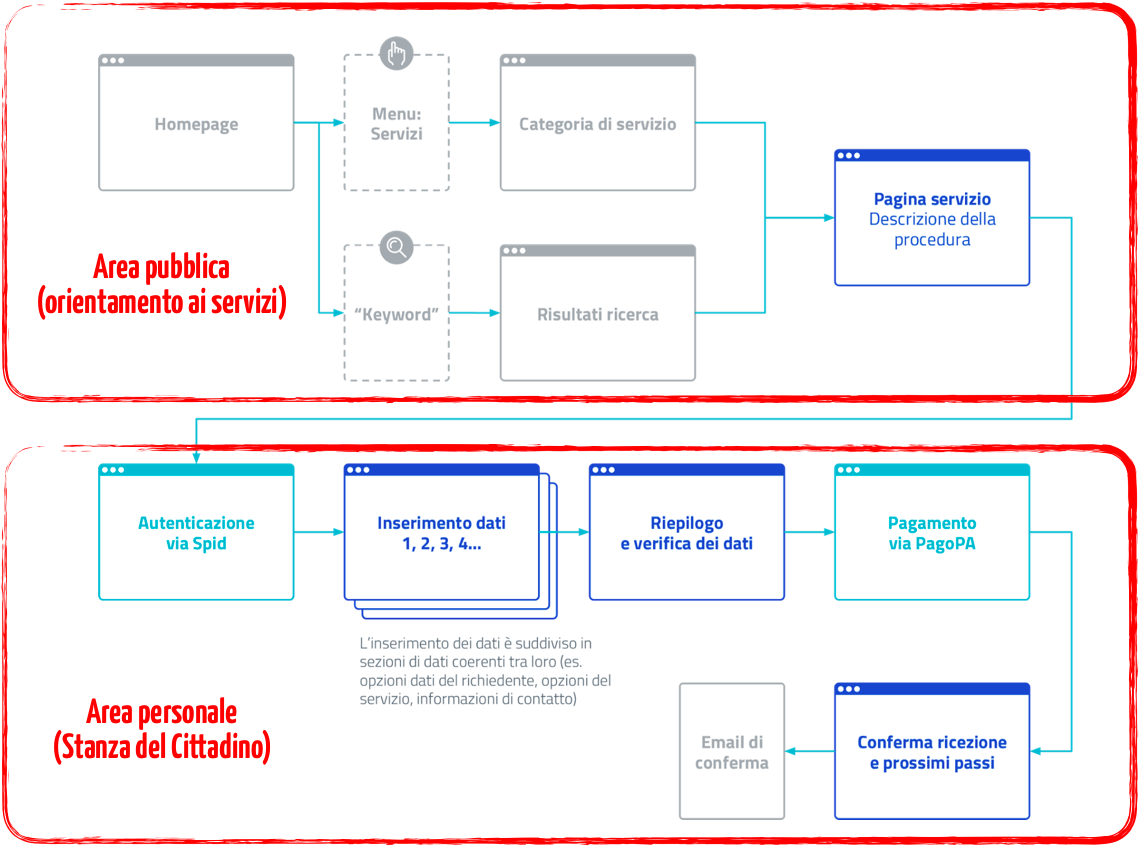 Homepage
Menu:
Servizi
Categoria di servizio
Pagina servizio
Descrizione della
procedura
Area pubblica
(orientamento ai servizi)
“Keyword”
Risultati ricerca
Autenticazione
via Spid
Inserimento dati
1, 2, 3, 4...
Riepilogo
e verifica dei dati
Pagamento
via PagoPA
L’inserimento dei dati è suddiviso in
sezioni di dati coerenti tra loro (es.
opzioni dati del richiedente, opzioni del
servizio, informazioni di contatto)
Area personale
(Stanza del Cittadino)
Email di
conferma
Conferma ricezione
e prossimi passi